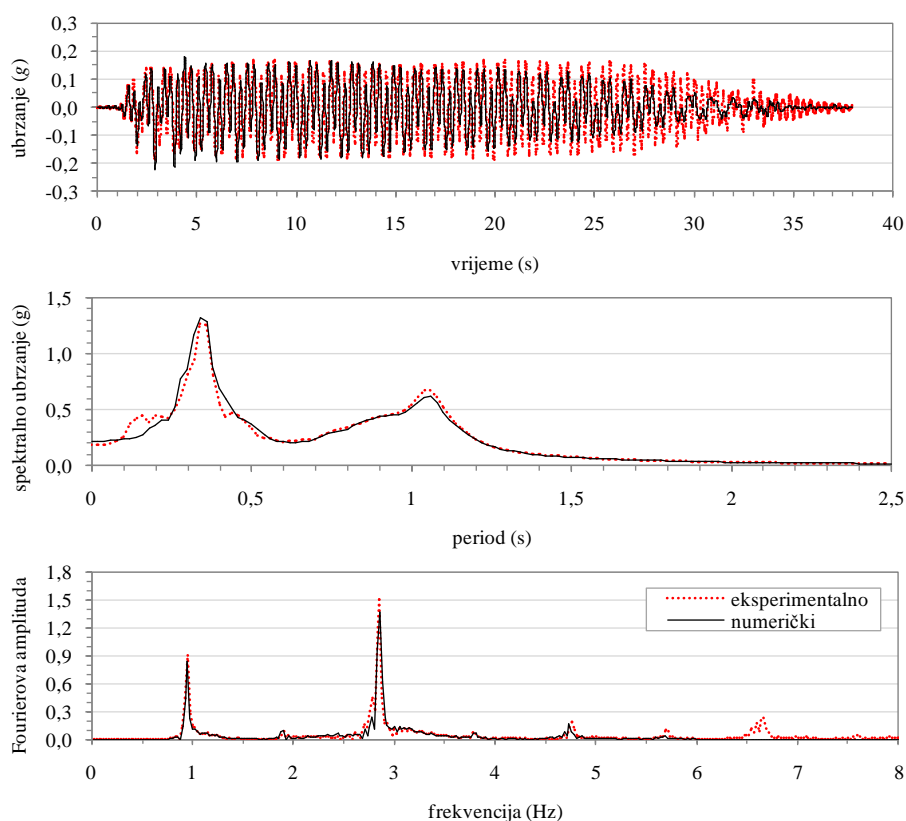 0,3
0,2
0,1
0,0
-0,1
-0,2
-0,3
ubrzanje (g)
0 5 10 15 20 25 30 35 40
vrijeme (s)
1,5
1,0
0,5
0,0
spektralno ubrzanje (g)
0 0,5 1 1,5 2 2,5
period (s)
1.8
1.5
1.2
0.9
0.6
0.3
0,0
Fourierova amplituda
eksperimentalno
numerički
0 1 2 3 4 5 6 7 8
frekvencija (Hz)